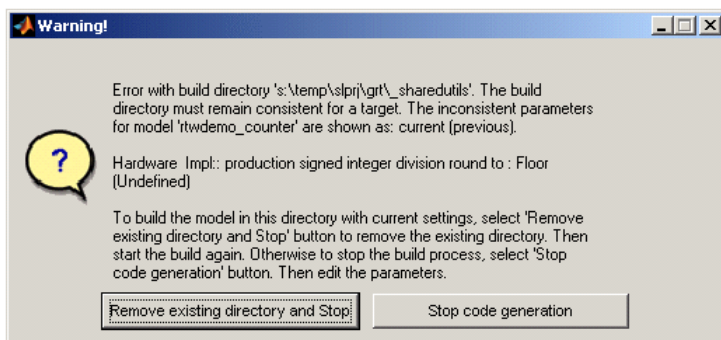 Warning!
Error with build directory 's:\temp\slprj\grt\_sharedutils'. The build
directory must remain consistent for a target. The inconsistent parameters
for model 'rtwdemo_counter' are shown as: current (previous).
Hardware Impl:: production signed integer division round to : Floor
(Undefined)
To build the model in this directory with current settings, select 'Remove
existing directory and Stop' button to remove the existing directory. Then
start the build again. Otherwise to stop the build process, select 'Stop
code generation' button. Then edit the parameters.
Remove existing directory and Stop
Stop code generation